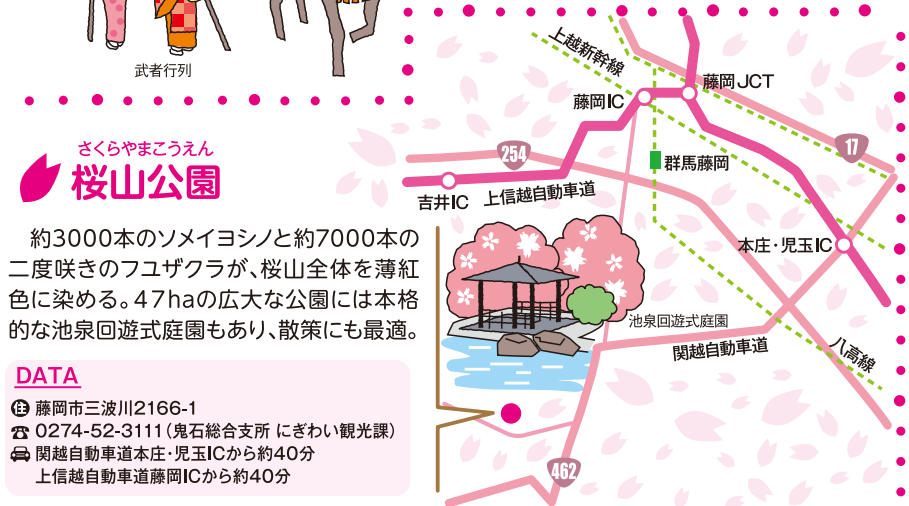 武者行列
さくらやまこうえん
桜山公園
約3000本のソメイヨシノと約7000本の
二度咲きのフユザクラが、桜山全体を薄紅
色に染める。47haの広大な公園には本格
的な池泉回遊式庭園もあり、散策にも最適。
DATA
住 藤岡市三波川2166-1
☎ 0274-52-3111(鬼石総合支所 にぎわい観光課)
関越自動車道本庄・児玉ICから約40分
上信越自動車道藤岡ICから約40分
上越新幹線
藤岡JCT
藤岡IC
17
254
群馬藤岡
吉井IC
上信越自動車道
本庄・児玉IC
池泉回遊式庭園
関越自動車道
八高線
462